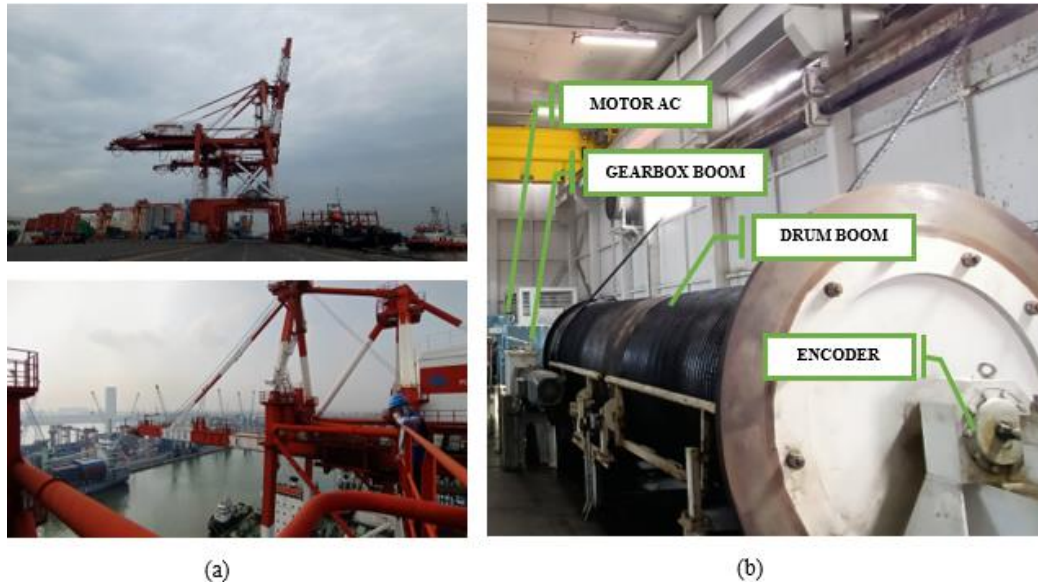 MOTOR AC
GEARBOX BOOM
DRUM BOOM
ENCODER
(a)
(b)